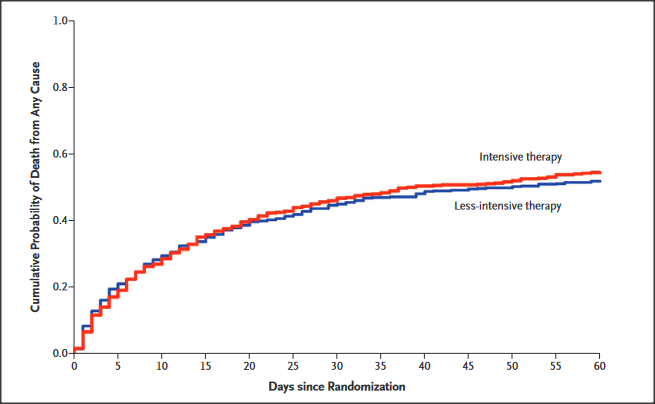 Cumulative Probability of Death from Any Cause
1.0
0.8
0.6
0.4
0.2
0.0
Intensive therapy
Less-intensive therapy
0 5 10 15 20 25 30 35 40 45 50 55 60
Days since Randomization